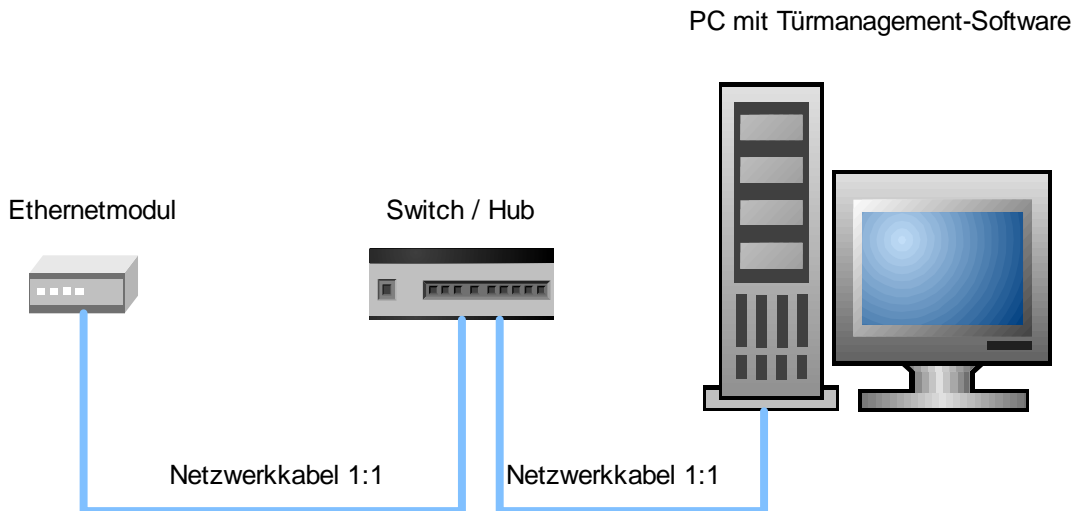 PC mit Türmanagement-Software
Ethernetmodul
Switch / Hub
Netzwerkkabel 1:1
Netzwerkkabel 1:1